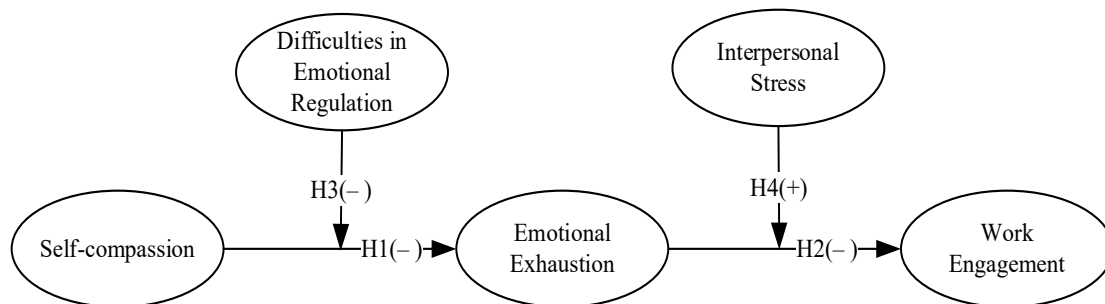 Difficulties in
Emotional
Regulation
Interpersonal
Stress
H3(– )
H4(+)
Self-compassion
H1(– )
Emotional
Exhaustion
H2(– )
Work
Engagement